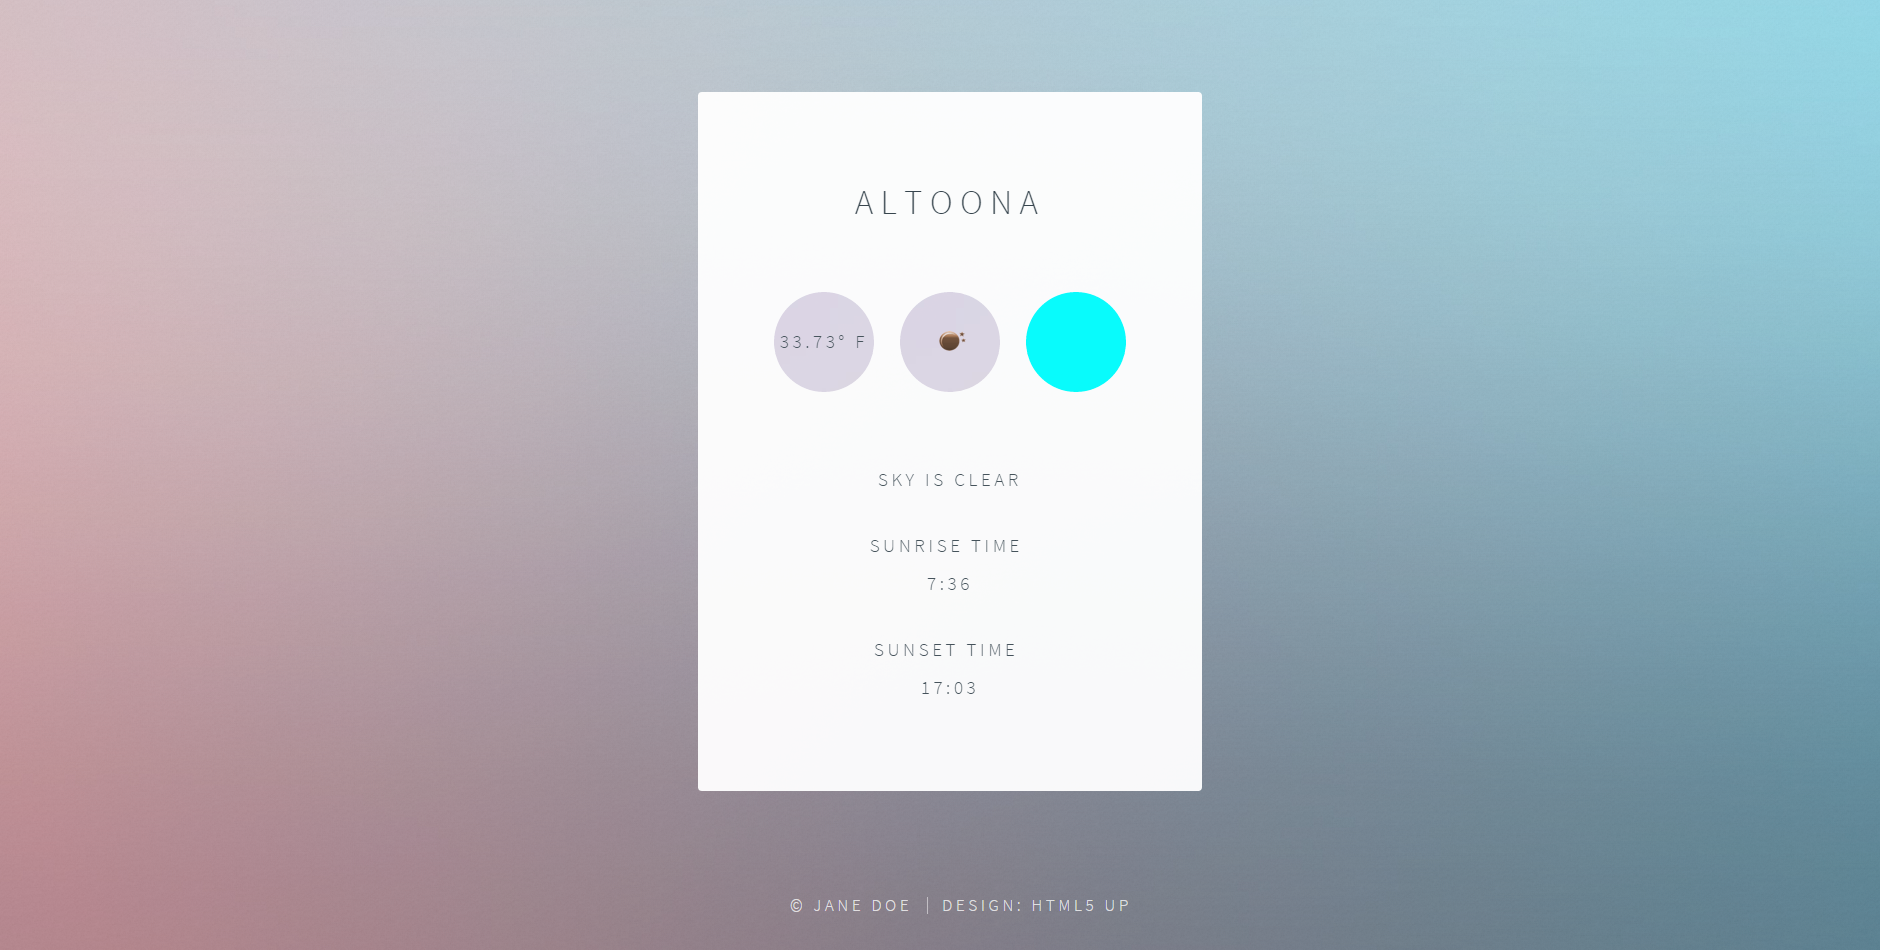 ALTOONA
33.73° F
SKY IS CLEAR
SUNRISE TIME
7:36
SUNSET TIME
17:03
© JANE DOE | DESIGN: HTML5 UP